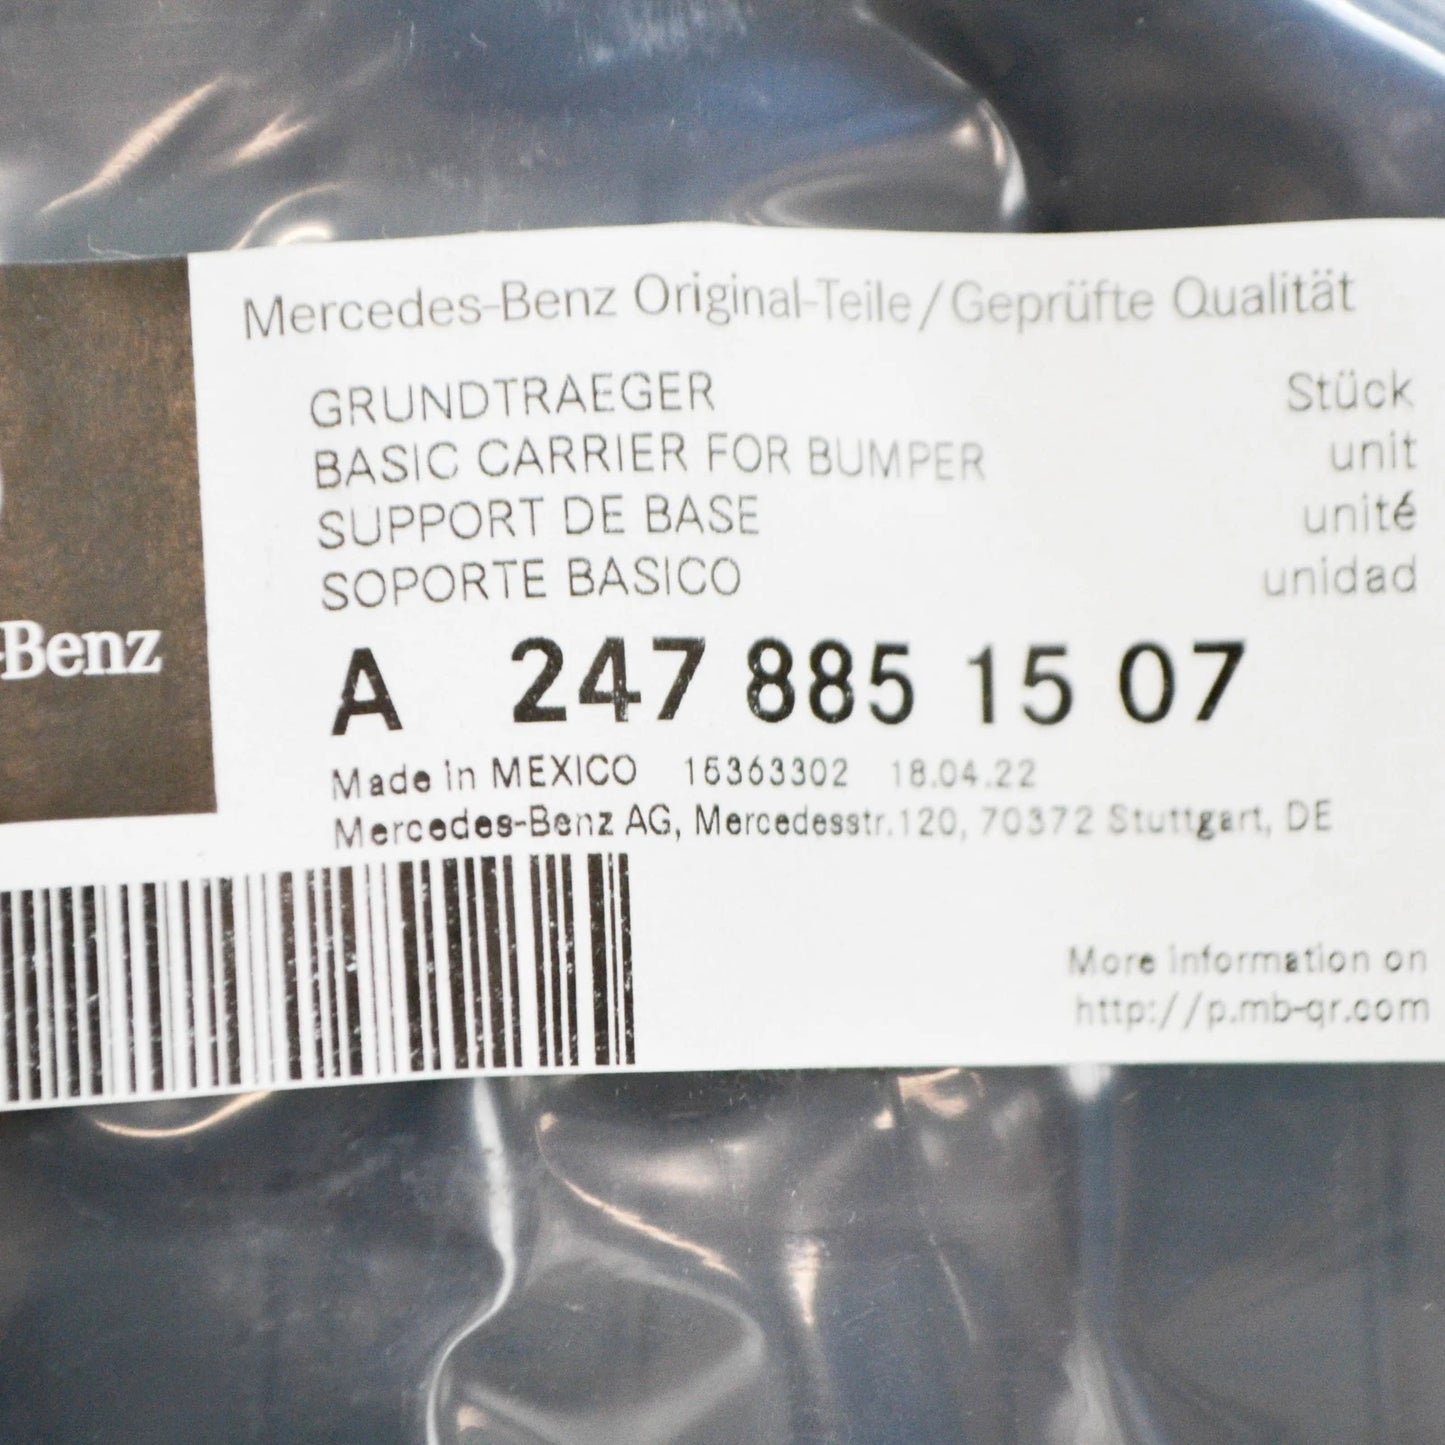 Mercedes-Benz Original-Teile/Geprüfte Qualität
GRUNDTRAEGER Stück
BASIC CARRIER FOR BUMPER unit
SUPPORT DE BASE unité
SOPORTE BASICO unidad
-Benz
A 247 885 15 07
Made in MEXICO 15363302 18.04.22
Mercedes-Benz AG, Mercedesstr.120, 70372 Stuttgart, DE
More information on
http://p.mb-qr.com